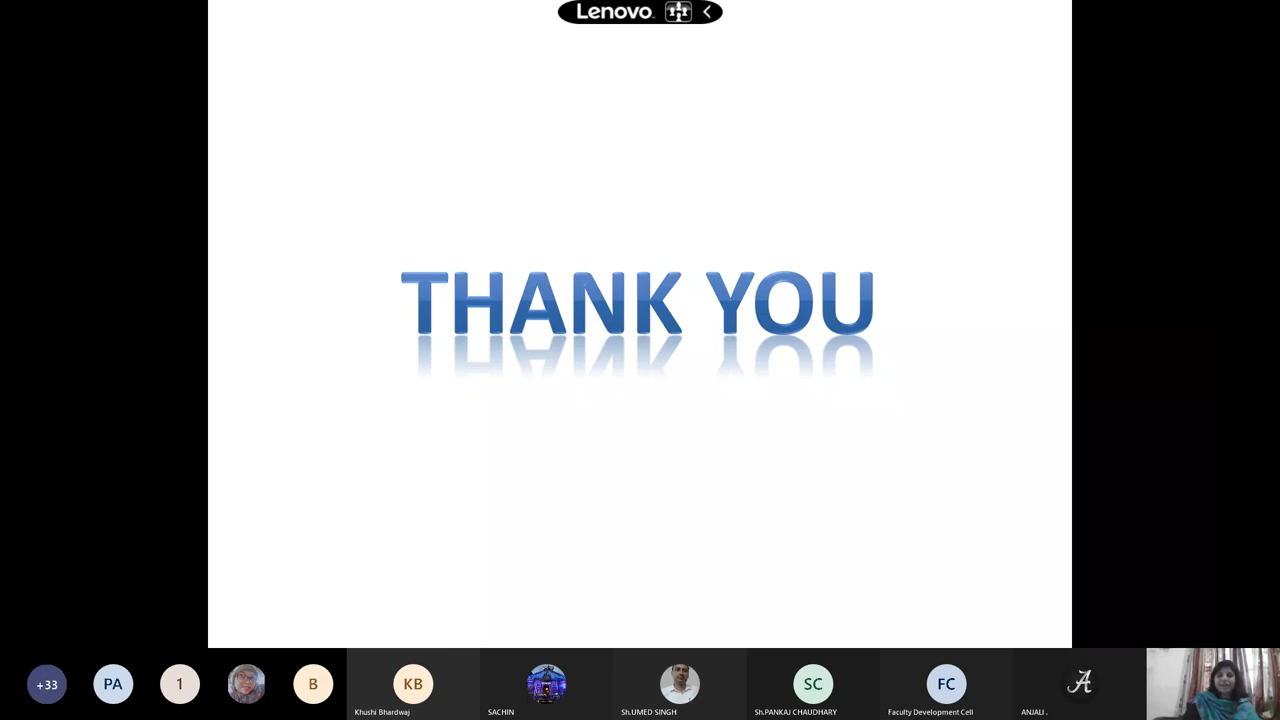 Lenovo
THANK YOU
+33
PA
1
B
KB
SC
FC
A
Khushi Bhardwaj
SACHIN
Sh.UMED SINGH
Sh.PANKAJ CHAUDHARY
Faculty Development Cell
ANJALI .